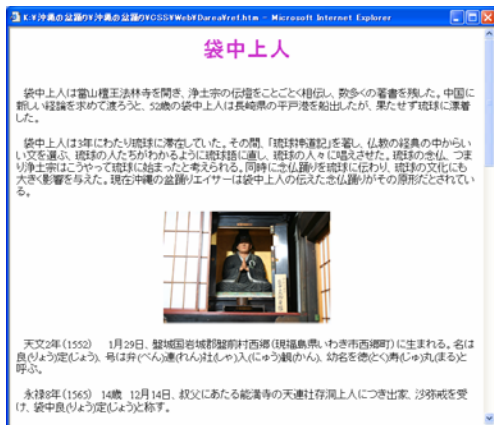 K:¥沖縄の盆踊り¥沖縄の盆踊り¥CSS¥Web¥Darea¥ref.htm - Microsoft Internet Explorer
袋中上人
袋中上人は當山檀王法林寺を開き、浄土宗の伝燈をことごとく相伝し、数多くの著書を残した。中国に
新しい経論を求めて渡ろうと、52歳の袋中上人は長崎県の平戸港を船出したが、果たせず琉球に漂着
した。
袋中上人は3年にわたり琉球に滞在していた。その間、「琉球神道記」を著し、仏教の経典の中からい
い文を選ぶ、琉球の人たちがわかるように琉球語に直し、琉球の人々に唱えさせた。琉球の念仏、つま
り浄土宗はこうやって琉球に始まったと考えられる。同時に念仏踊りを琉球に伝わり、琉球の文化にも
大きく影響を与えた。現在沖縄の盆踊りエイサーは袋中上人の伝えた念仏踊りがその原形だとされてい
る。
天文2年(1552) 1月29日、磐城国岩城郡磐前村西郷(現福島県いわき市西郷町)に生まれる。名は
良(りょう)定(じょう)、号は弁(べん)連(れん)社(しゃ)入(にゅう)観(かん)、幼名を徳(とく)寿(じゅ)丸(まる)と
呼ぶ。
永禄8年(1565) 14歳 12月14日、叔父にあたる能満寺の天連社存洞上人につき出家、沙弥戒を受
け、袋中良(りょう)定(じょう)と称す。